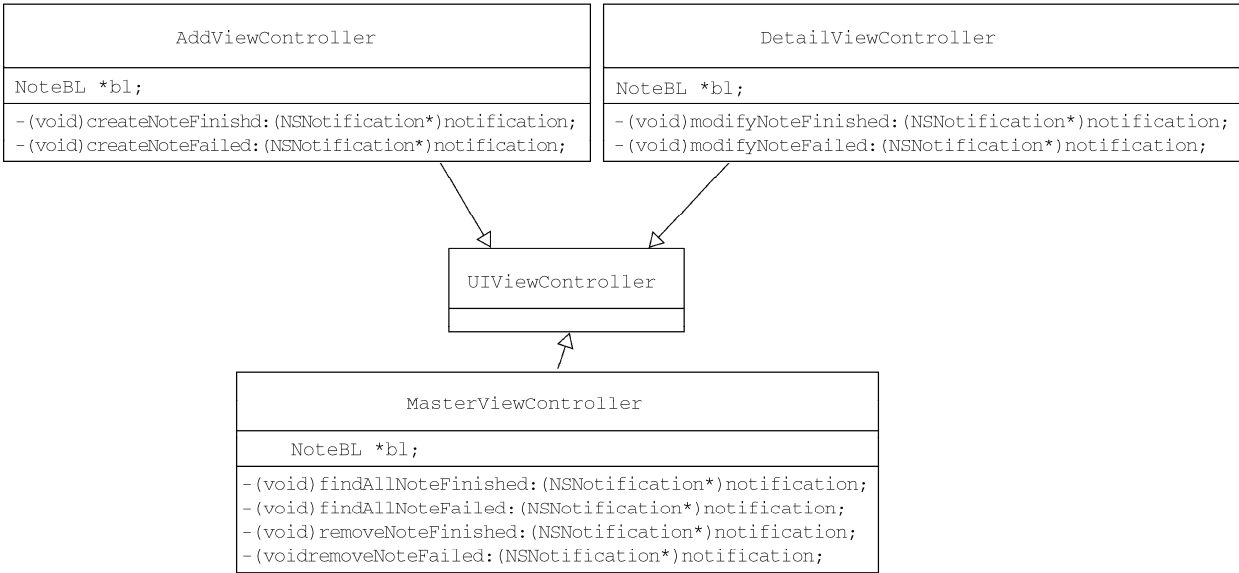 AddViewController
NoteBL *bl;
-(void)createNoteFinishd:(NSNotification*)notification;
-(void)createNoteFailed:(NSNotification*)notification;
DetailViewController
NoteBL *bl;
-(void)modifyNoteFinished:(NSNotification*)notification;
-(void)modifyNoteFailed:(NSNotification*)notification;
UIViewController
MasterViewController
NoteBL *bl;
-(void)findAllNoteFinished:(NSNotification*)notification;
-(void)findAllNoteFailed:(NSNotification*)notification;
-(void)removeNoteFinished:(NSNotification*)notification;
-(voidremoveNoteFailed:(NSNotification*)notification;